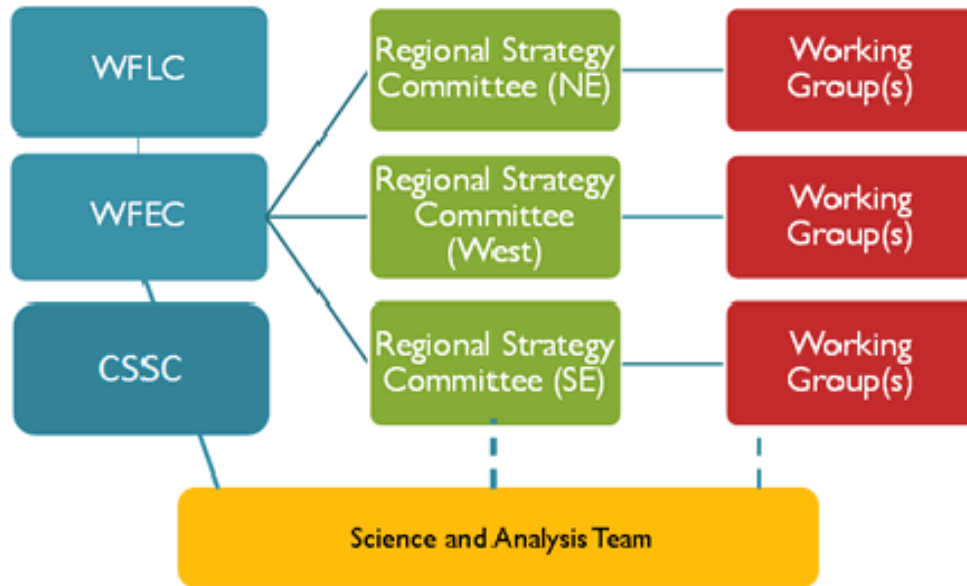 WFLC
Regional Strategy
Committee (NE)
Working
Group(s)
WFEC
Regional Strategy
Committee
(West)
Working
Group(s)
CSSC
Regional Strategy
Committee (SE)
Working
Group(s)
Science and Analysis Team